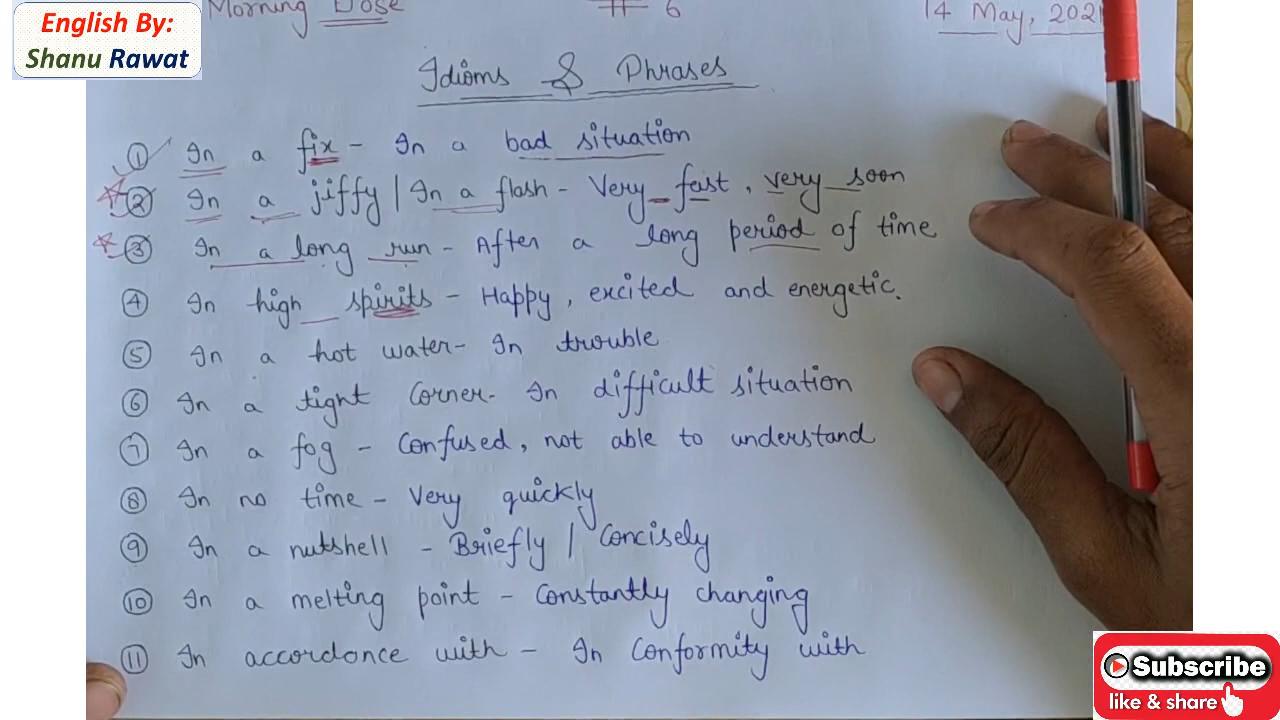 English By:
Shanu Rawat
Morning Dose # 6 14 May, 2021
Idioms & Phrases
① In a fix - In a bad situation
② In a jiffy / In a flash - Very fast, very soon
③ In a long run - After a long period of time
④ In high spirits - Happy, excited and energetic.
⑤ In a hot water - In trouble
⑥ In a tight corner - In difficult situation
⑦ In a fog - Confused, not able to understand
⑧ In no time - Very quickly
⑨ In a nutshell - Briefly / Concisely
⑩ In a melting point - Constantly changing
⑪ In accordance with - In Conformity with
Subscribe
like & share